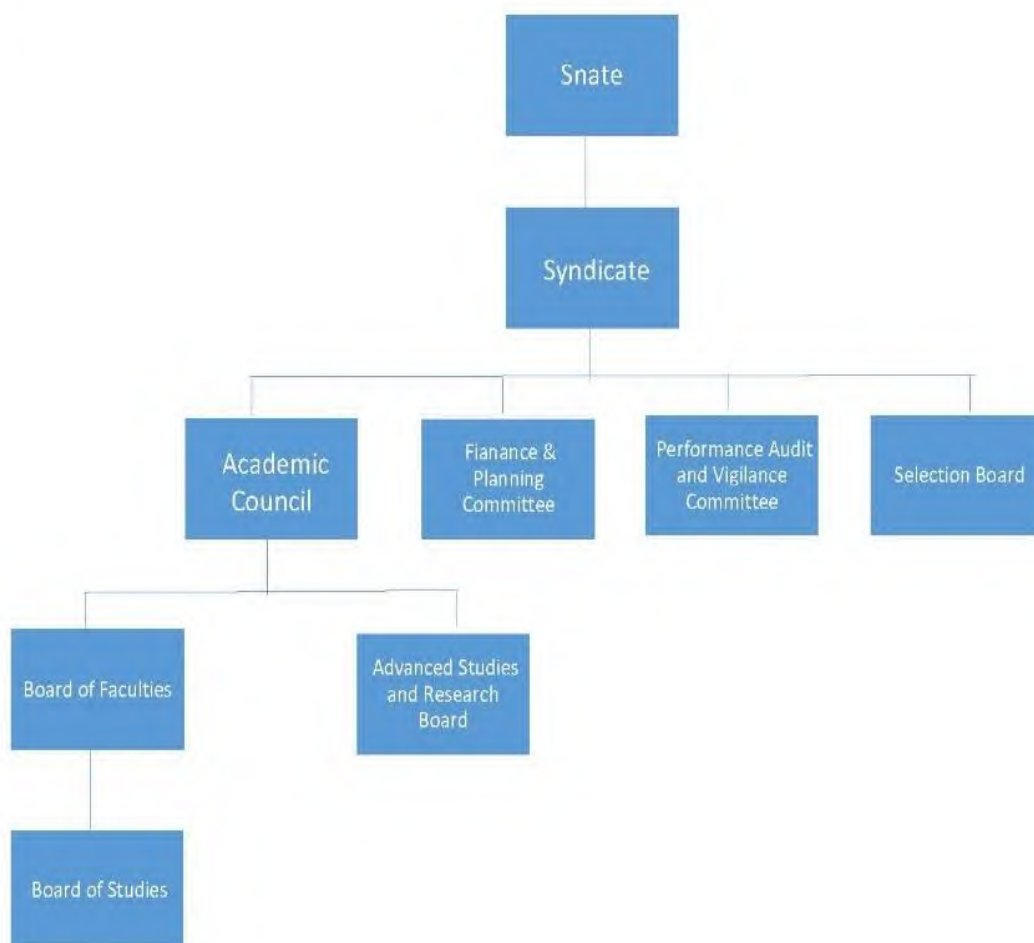 Snate
Syndicate
Academic
Council
Fianance &
Planning
Committee
Performance Audit
and Vigilance
Committee
Selection Board
Board of Faculties
Advanced Studies
and Research
Board
Board of Studies